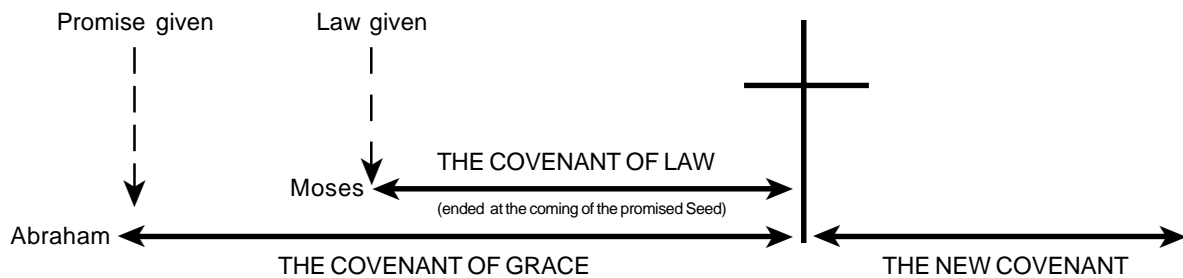 Promise given
Law given
THE COVENANT OF LAW
Moses
(ended at the coming of the promised Seed)
Abraham
THE COVENANT OF GRACE
THE NEW COVENANT